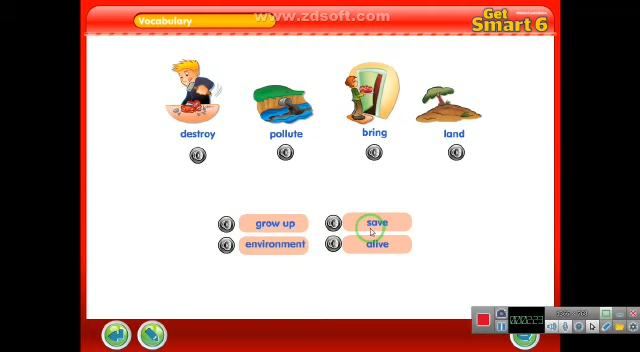 Vocabulary
www.zdsoft.com
Get
Smart 6
destroy
pollute
bring
land
grow up
save
environment
alive